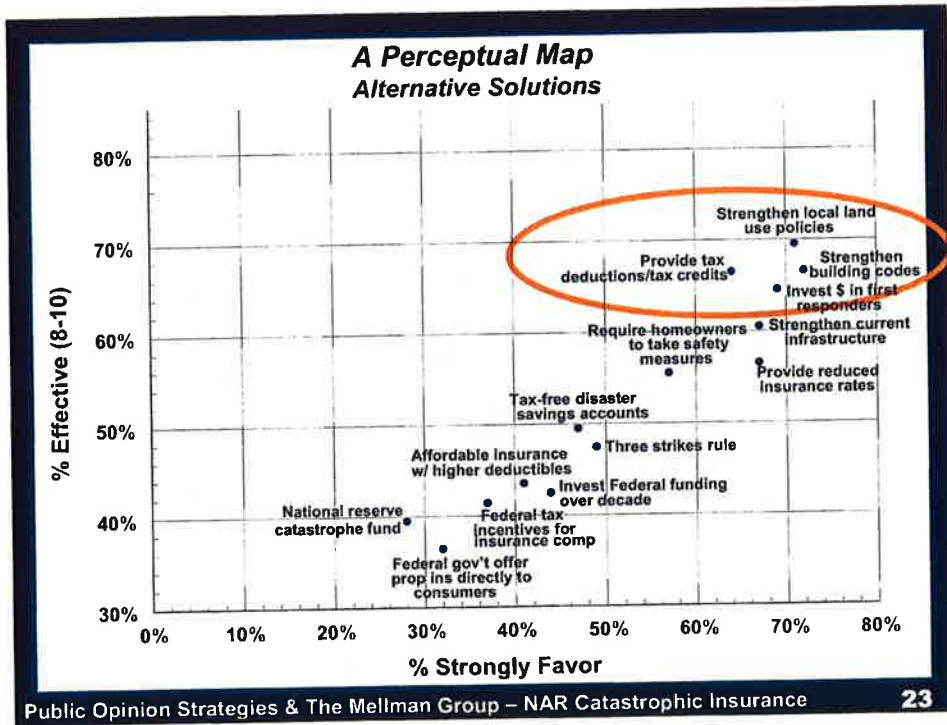 A Perceptual Map
Alternative Solutions
% Effective (8-10)
80%
70%
60%
50%
40%
30%
Strengthen local land
use policies
Provide tax
deductions/tax credits
Strengthen
building codes
Invest $ in first
responders
Require homeowners
to take safety
measures
Strengthen current
infrastructure
Provide reduced
insurance rates
Tax-free disaster
savings accounts
Three strikes rule
Affordable insurance
w/ higher deductibles
Invest Federal funding
over decade
National reserve
catastrophe fund
Federal tax
incentives for
insurance comp
Federal gov't offer
prop ins directly to
consumers
0%
10%
20%
30%
40%
50%
60%
70%
80%
% Strongly Favor
Public Opinion Strategies & The Mellman Group – NAR Catastrophic Insurance
23